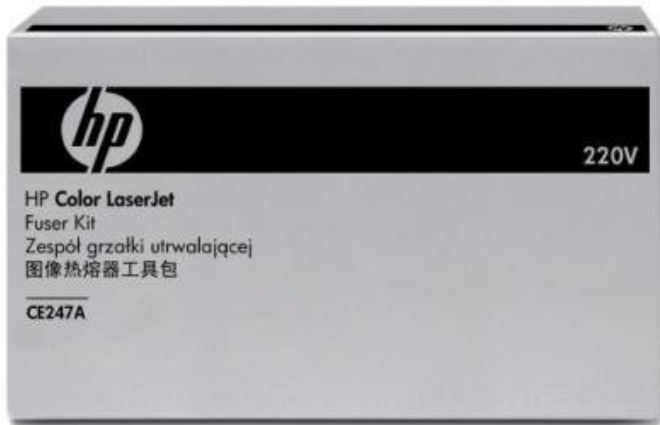 hp
220V
HP Color LaserJet
Fuser Kit
Zespół grzałki utrwalającej
图像热熔器工具包
CE247A